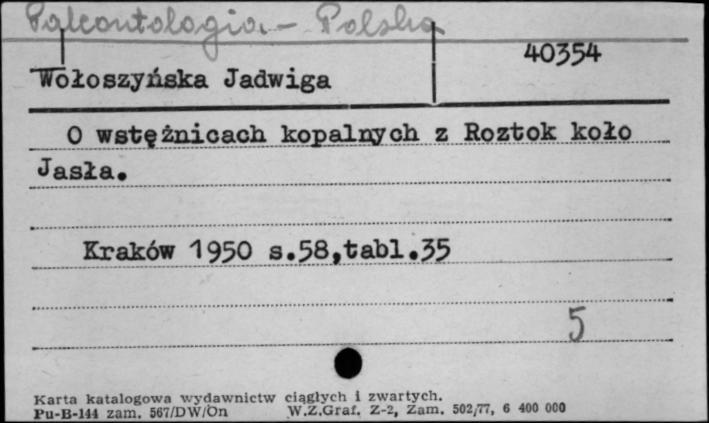 Paleontologia - Polska
40354
Wołoszyńska Jadwiga
O wstężnicach kopalnych z Roztok koło
Jasła.
Kraków 1950 s.58,tabl.35
5
Karta katalogowa wydawnictw ciągłych i zwartych.
Pu-B-144 zam. 567/DW/On W.Z.Graf. Z-2, Zam. 502/77, 6 400 000